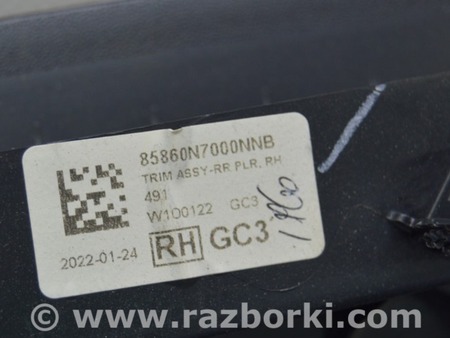 85860N7000NNB
TRIM ASSY-RR PLR, RH
491
W100122 GC3
2022-01-24 RH GC3
© www.razborki.com